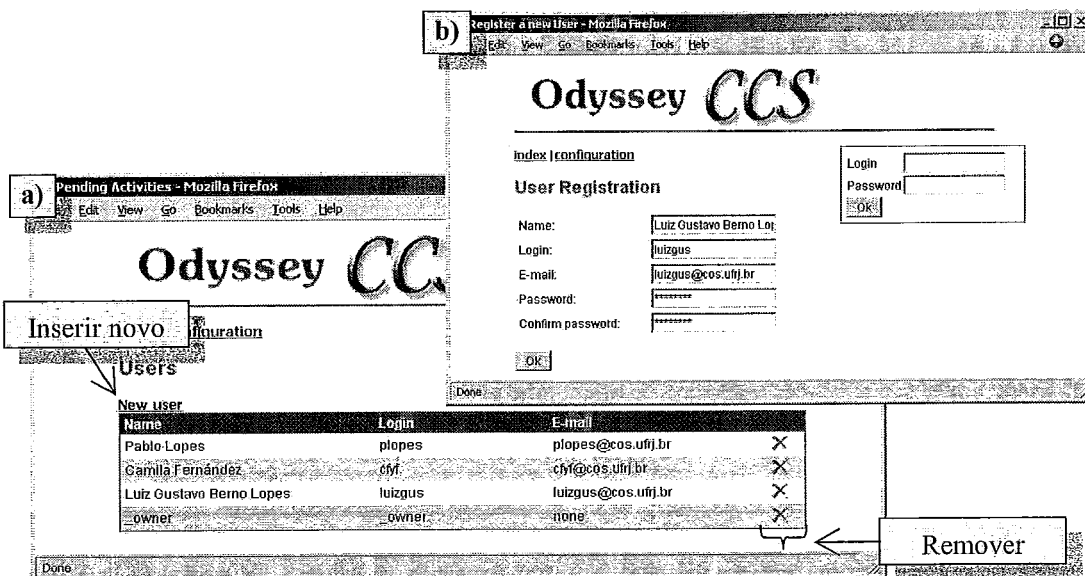 a)
Pending Activities - Mozilla Firefox
Edit View Go Bookmarks Tools Help
Odyssey
Inserir novo
Users
New user
Name Login E-mail
Pablo Lopes plopes plopes@cos.ufrj.br
Camila Fernández cfyf cfyf@cos.ufrj.br
Luiz Gustavo Berno Lopes luizgus luizgus@cos.ufrj.br
_owner _owner none
Remover
Done
b)
Register a new User - Mozilla Firefox
Edit View Go Bookmarks Tools Help
Odyssey CCS
index | configuration
User Registration
Name: Luiz Gustavo Berno Lop
Login: luizgus
E-mail: luizgus@cos.ufrj.br
Password: ********
Confirm password: ********
OK
Login
Password
OK
Done